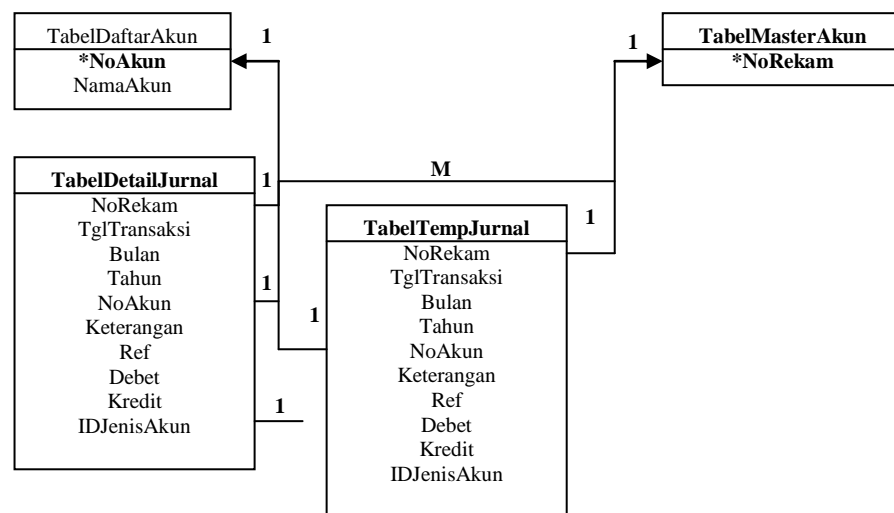 TabelDaftarAkun
*NoAkun
NamaAkun
1
1
TabelMasterAkun
*NoRekam
M
TabelDetailJurnal
NoRekam
TglTransaksi
Bulan
Tahun
NoAkun
Keterangan
Ref
Debet
Kredit
IDJenisAkun
1
1
1
1
TabelTempJurnal
NoRekam
TglTransaksi
Bulan
Tahun
NoAkun
Keterangan
Ref
Debet
Kredit
IDJenisAkun
1